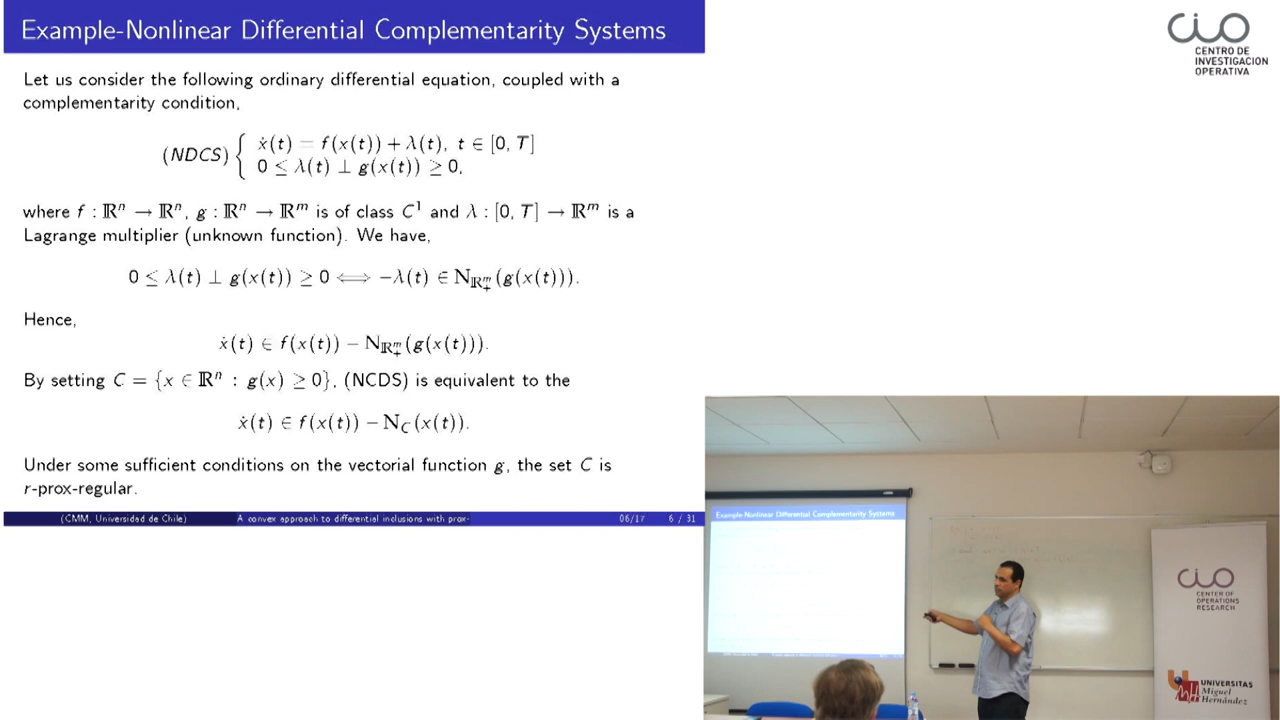 Example-Nonlinear Differential Complementarity Systems
Let us consider the following ordinary differential equation, coupled with a
complementarity condition,
(NDCS) { ẋ(t) = f(x(t)) + λ(t), t ∈ [0, T]
0 ≤ λ(t) ⊥ g(x(t)) ≥ 0,
where f : ℝⁿ → ℝⁿ, g : ℝⁿ → ℝᵐ is of class C¹ and λ : [0, T] → ℝᵐ is a
Lagrange multiplier (unknown function). We have,
0 ≤ λ(t) ⊥ g(x(t)) ≥ 0 ⟺ −λ(t) ∈ N_{ℝ₊ᵐ}(g(x(t))).
Hence,
ẋ(t) ∈ f(x(t)) − N_{ℝ₊ᵐ}(g(x(t))).
By setting C = {x ∈ ℝⁿ : g(x) ≥ 0}, (NCDS) is equivalent to the
ẋ(t) ∈ f(x(t)) − N_C(x(t)).
Under some sufficient conditions on the vectorial function g, the set C is
r-prox-regular.
(CMM, Universidad de Chile) A convex approach to differential inclusions with prox- 06/17 6 / 31
CIO
CENTRO DE
INVESTIGACION
OPERATIVA
Example-Nonlinear Differential Complementarity Systems
CIO
CENTER OF
OPERATIONS
RESEARCH
UNIVERSITAS
Miguel
Hernández